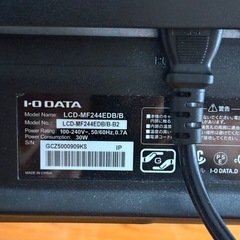 I-O DATA
Model Name: LCD-MF244EDB/B
Model No.: LCD-MF244EDB/B-B2
Power Rating: 100-240V~, 50/60Hz, 0.7A
Power Consumption: 30W
S/N:
GCZ5000909KS IP
MADE IN CHINA
I-O DATA D